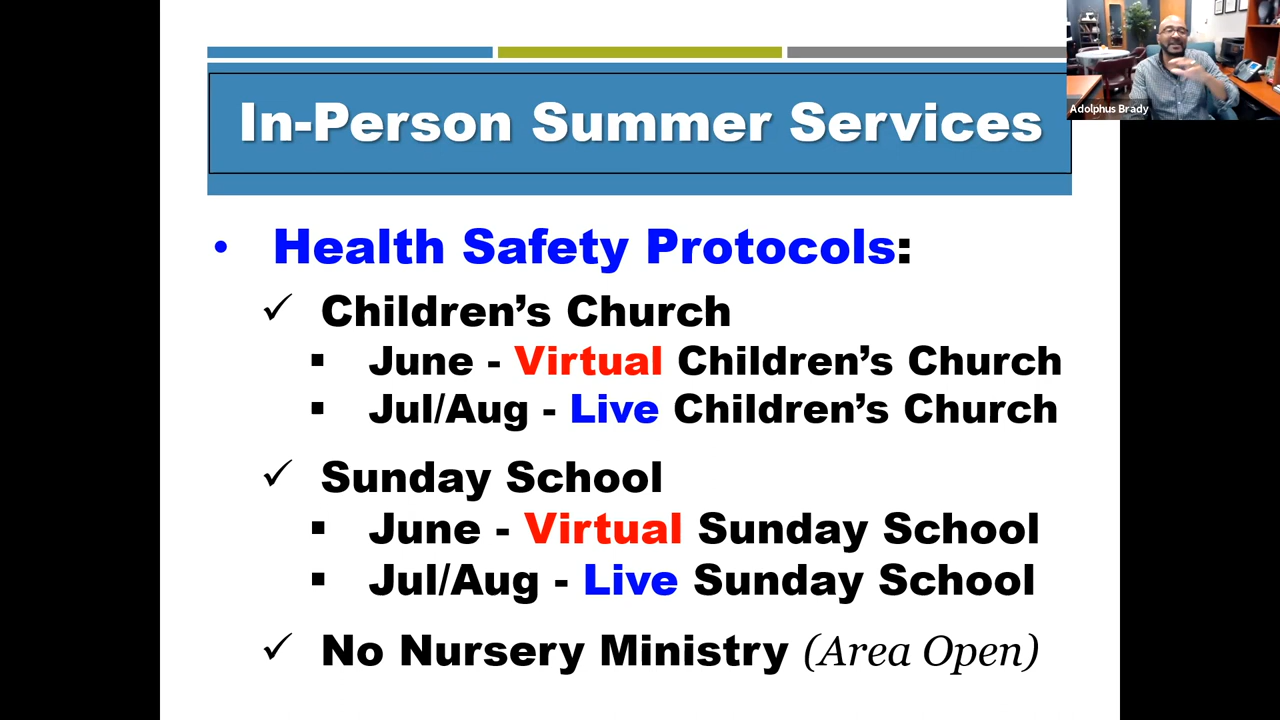 In-Person Summer Services
Adolphus Brady
• Health Safety Protocols:
✓ Children’s Church
▪ June - Virtual Children’s Church
▪ Jul/Aug - Live Children’s Church
✓ Sunday School
▪ June - Virtual Sunday School
▪ Jul/Aug - Live Sunday School
✓ No Nursery Ministry (Area Open)